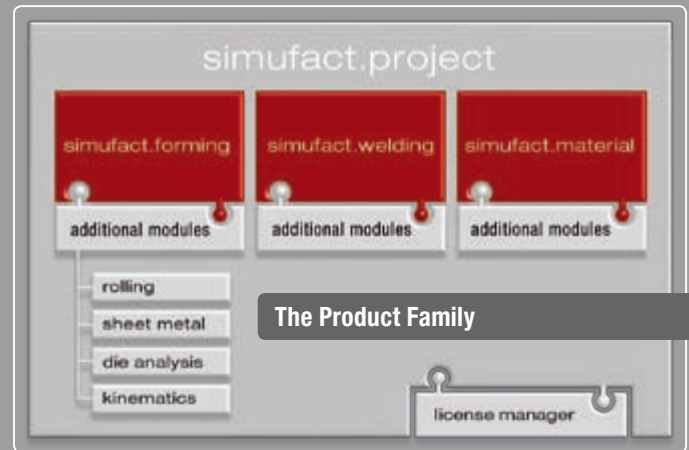 simufact.project
simufact.forming
simufact.welding
simufact.material
additional modules
additional modules
additional modules
rolling
sheet metal
die analysis
kinematics
The Product Family
license manager